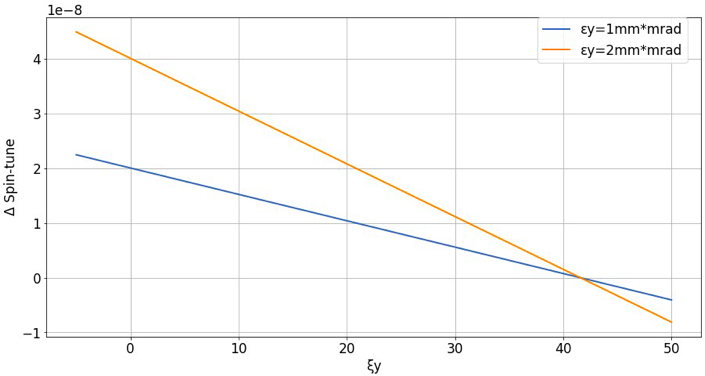 1e−8
εy=1mm*mrad
εy=2mm*mrad
4
3
2
1
0
−1
Δ Spin-tune
0 10 20 30 40 50
ξy